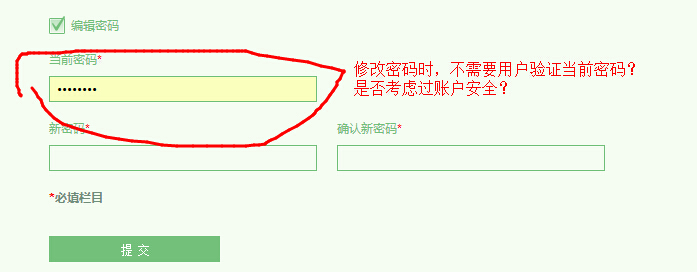 编辑密码
当前密码*
••••••••
修改密码时，不需要用户验证当前密码？
是否考虑过账户安全？
新密码*
确认新密码*
*必填栏目
提 交